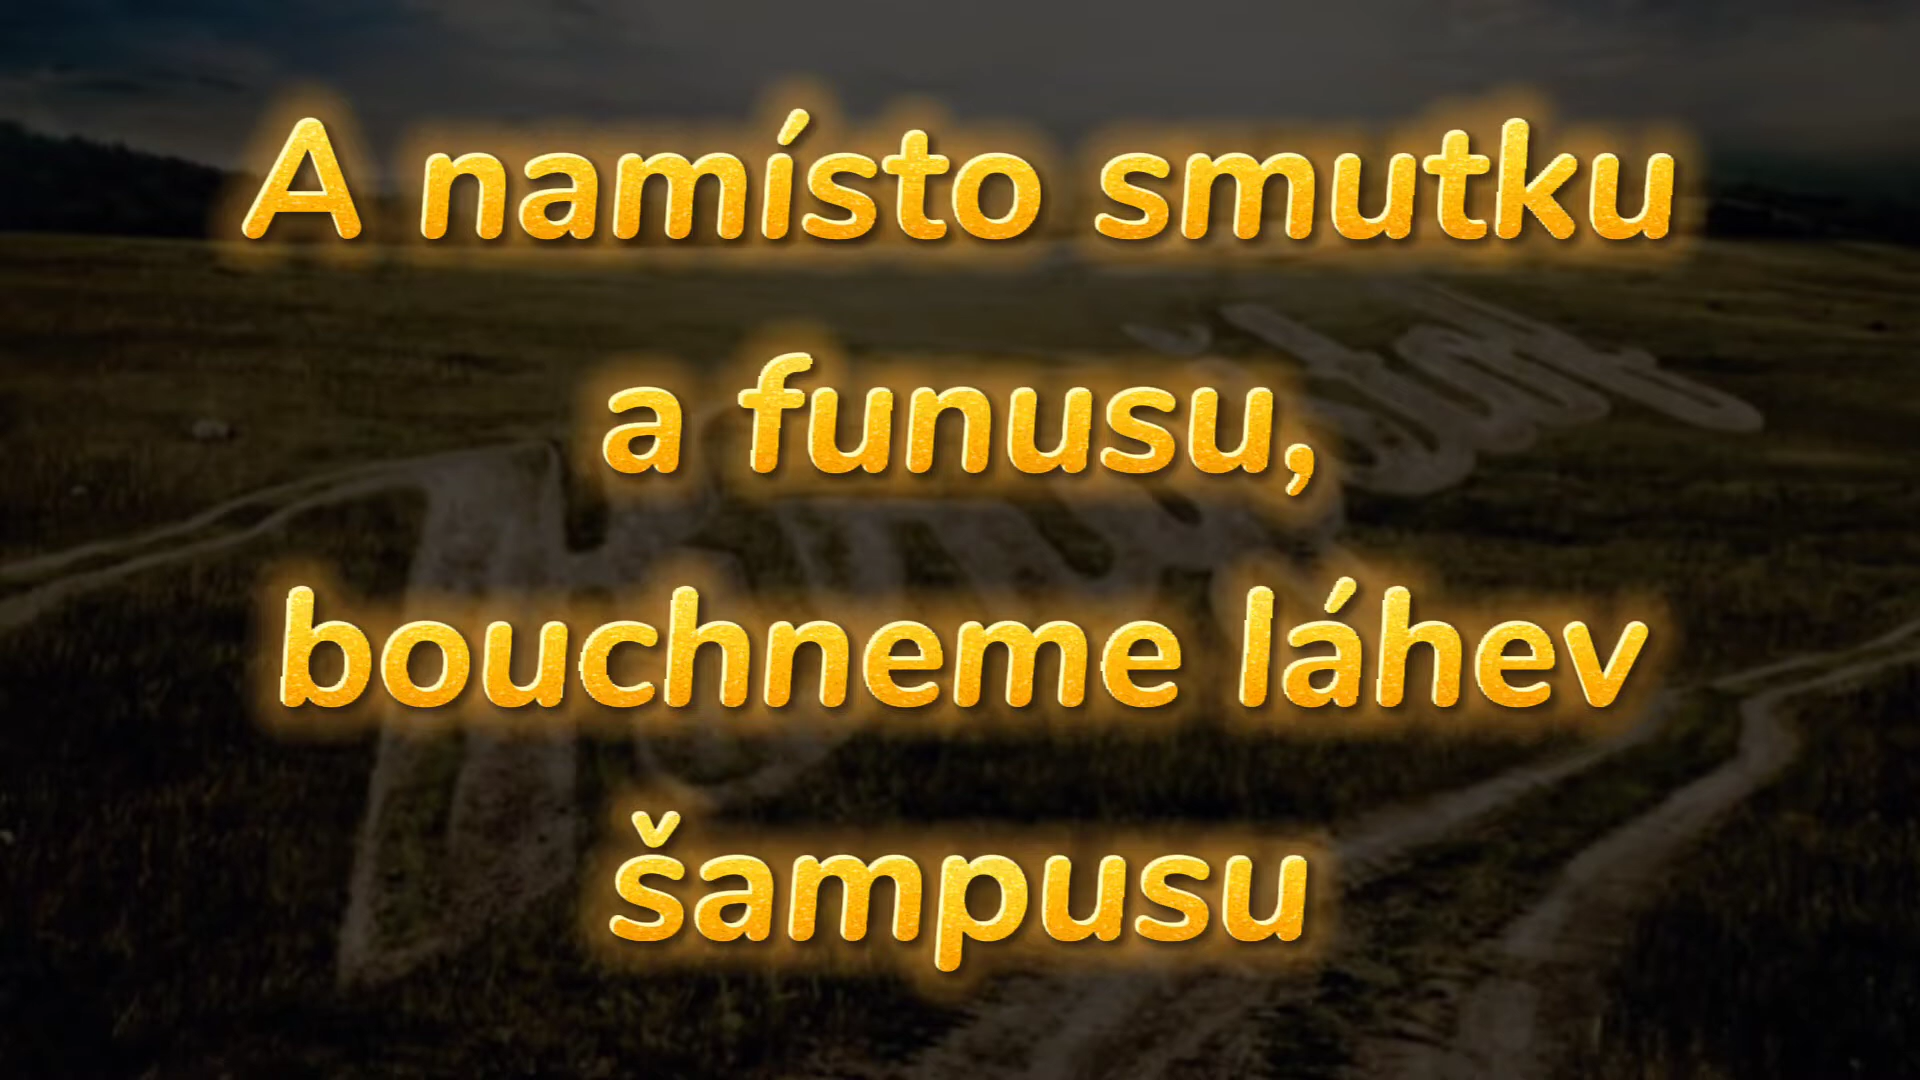 A namísto smutku
a funusu,
bouchneme láhev
šampusu